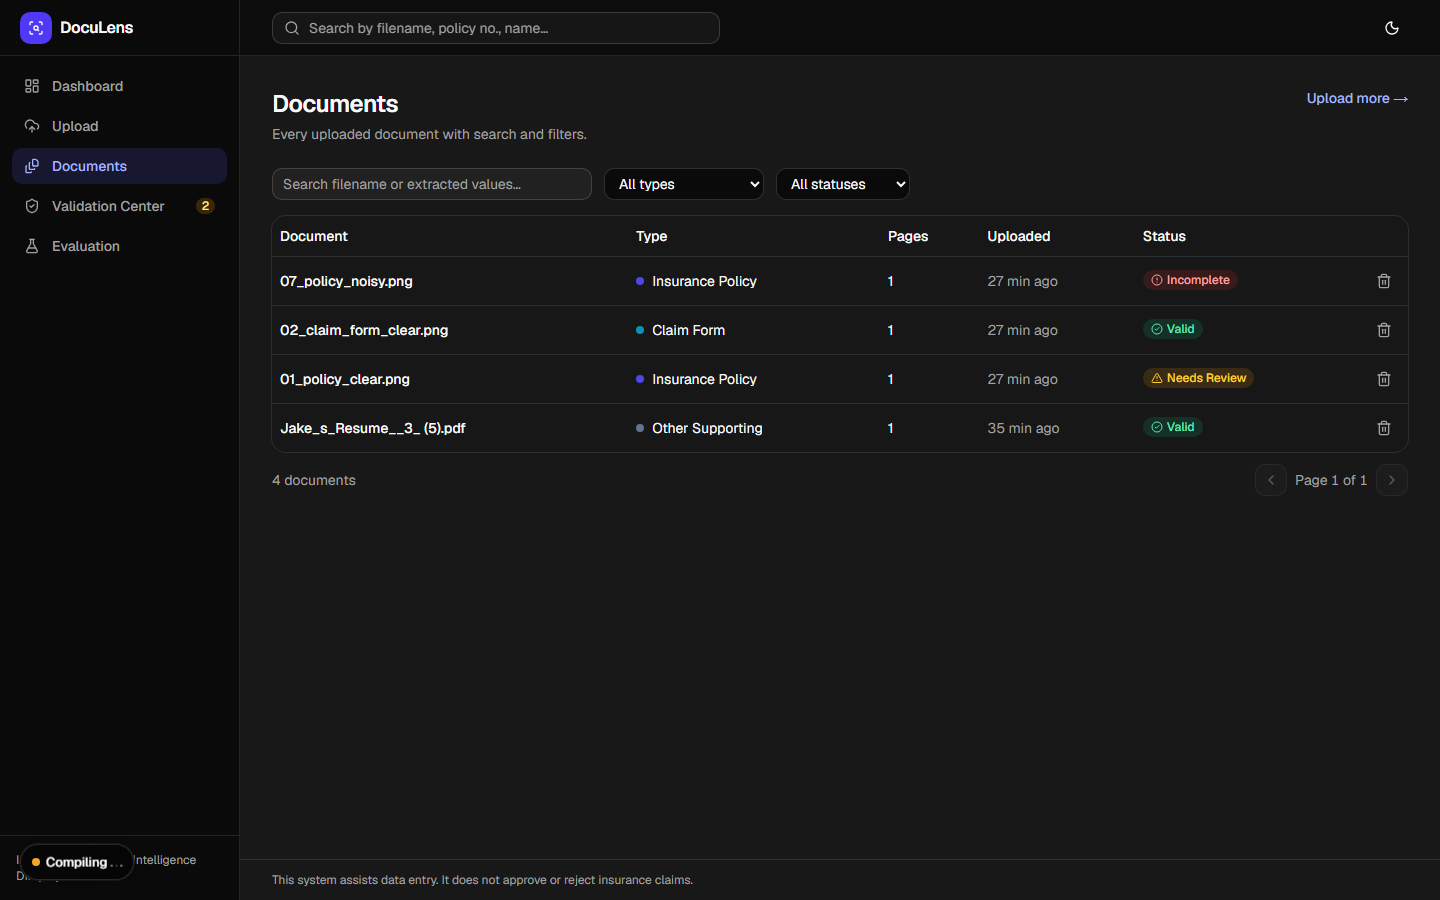 DocuLens
Search by filename, policy no., name...
Dashboard
Upload
Documents
Validation Center 2
Evaluation
Documents
Upload more →
Every uploaded document with search and filters.
Search filename or extracted values...
All types
All statuses
Document Type Pages Uploaded Status
07_policy_noisy.png Insurance Policy 1 27 min ago Incomplete
02_claim_form_clear.png Claim Form 1 27 min ago Valid
01_policy_clear.png Insurance Policy 1 27 min ago Needs Review
Jake_s_Resume__3_ (5).pdf Other Supporting 1 35 min ago Valid
4 documents
Page 1 of 1
Compiling ...
ntelligence
This system assists data entry. It does not approve or reject insurance claims.